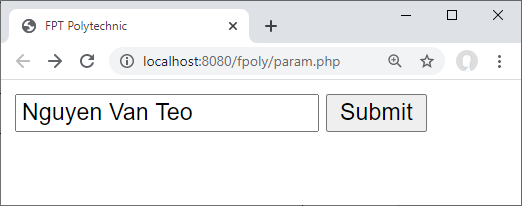 FPT Polytechnic
localhost:8080/fpoly/param.php
Nguyen Van Teo Submit